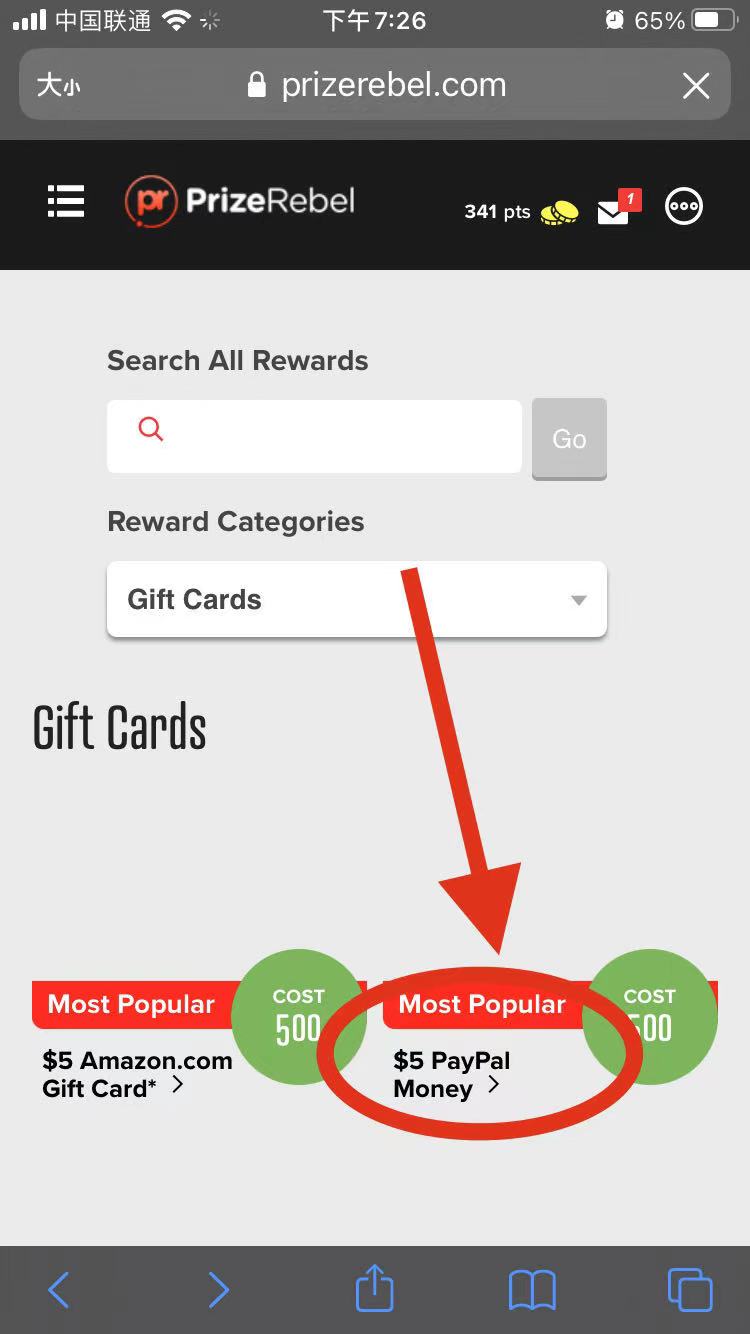 中国联通 下午7:26 65%
大小 prizerebel.com
pr PrizeRebel 341 pts 1
Search All Rewards
Go
Reward Categories
Gift Cards
Gift Cards
Most Popular COST 500
$5 Amazon.com
Gift Card*
Most Popular COST 500
$5 PayPal
Money